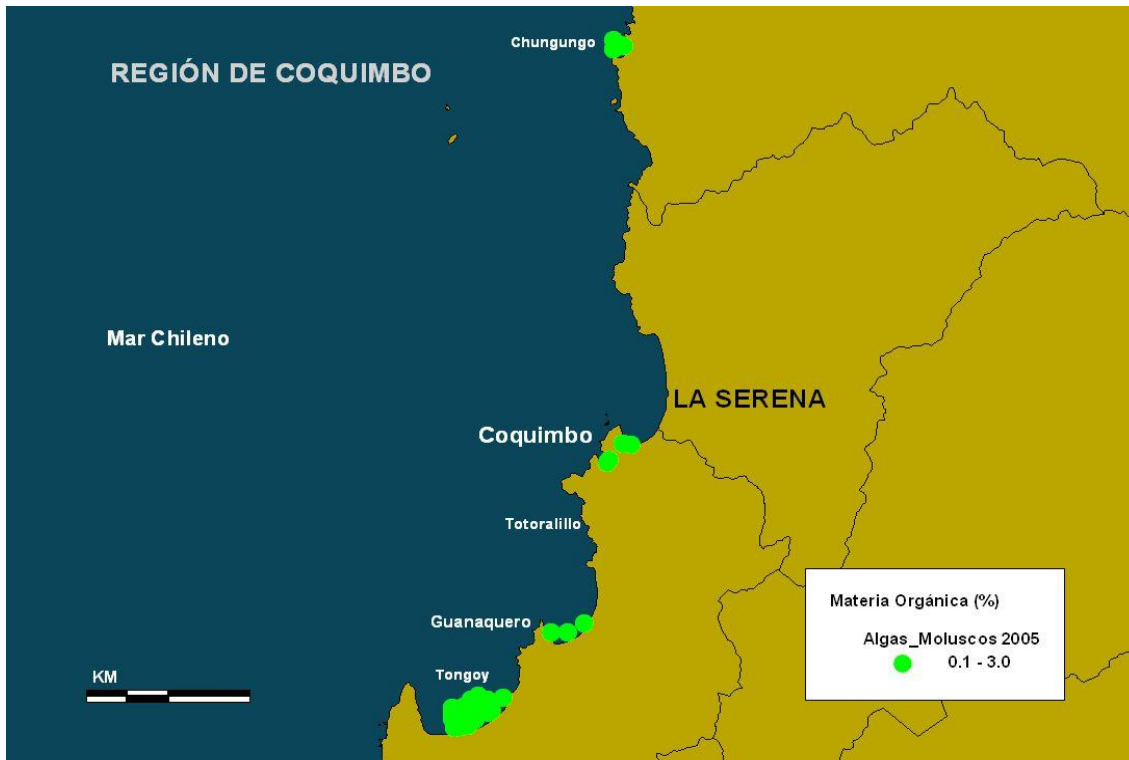 Chungungo
REGIÓN DE COQUIMBO
Mar Chileno
LA SERENA
Coquimbo
Totoralillo
Guanaquero
Tongoy
KM
Materia Orgánica (%)
Algas_Moluscos 2005
0.1 - 3.0